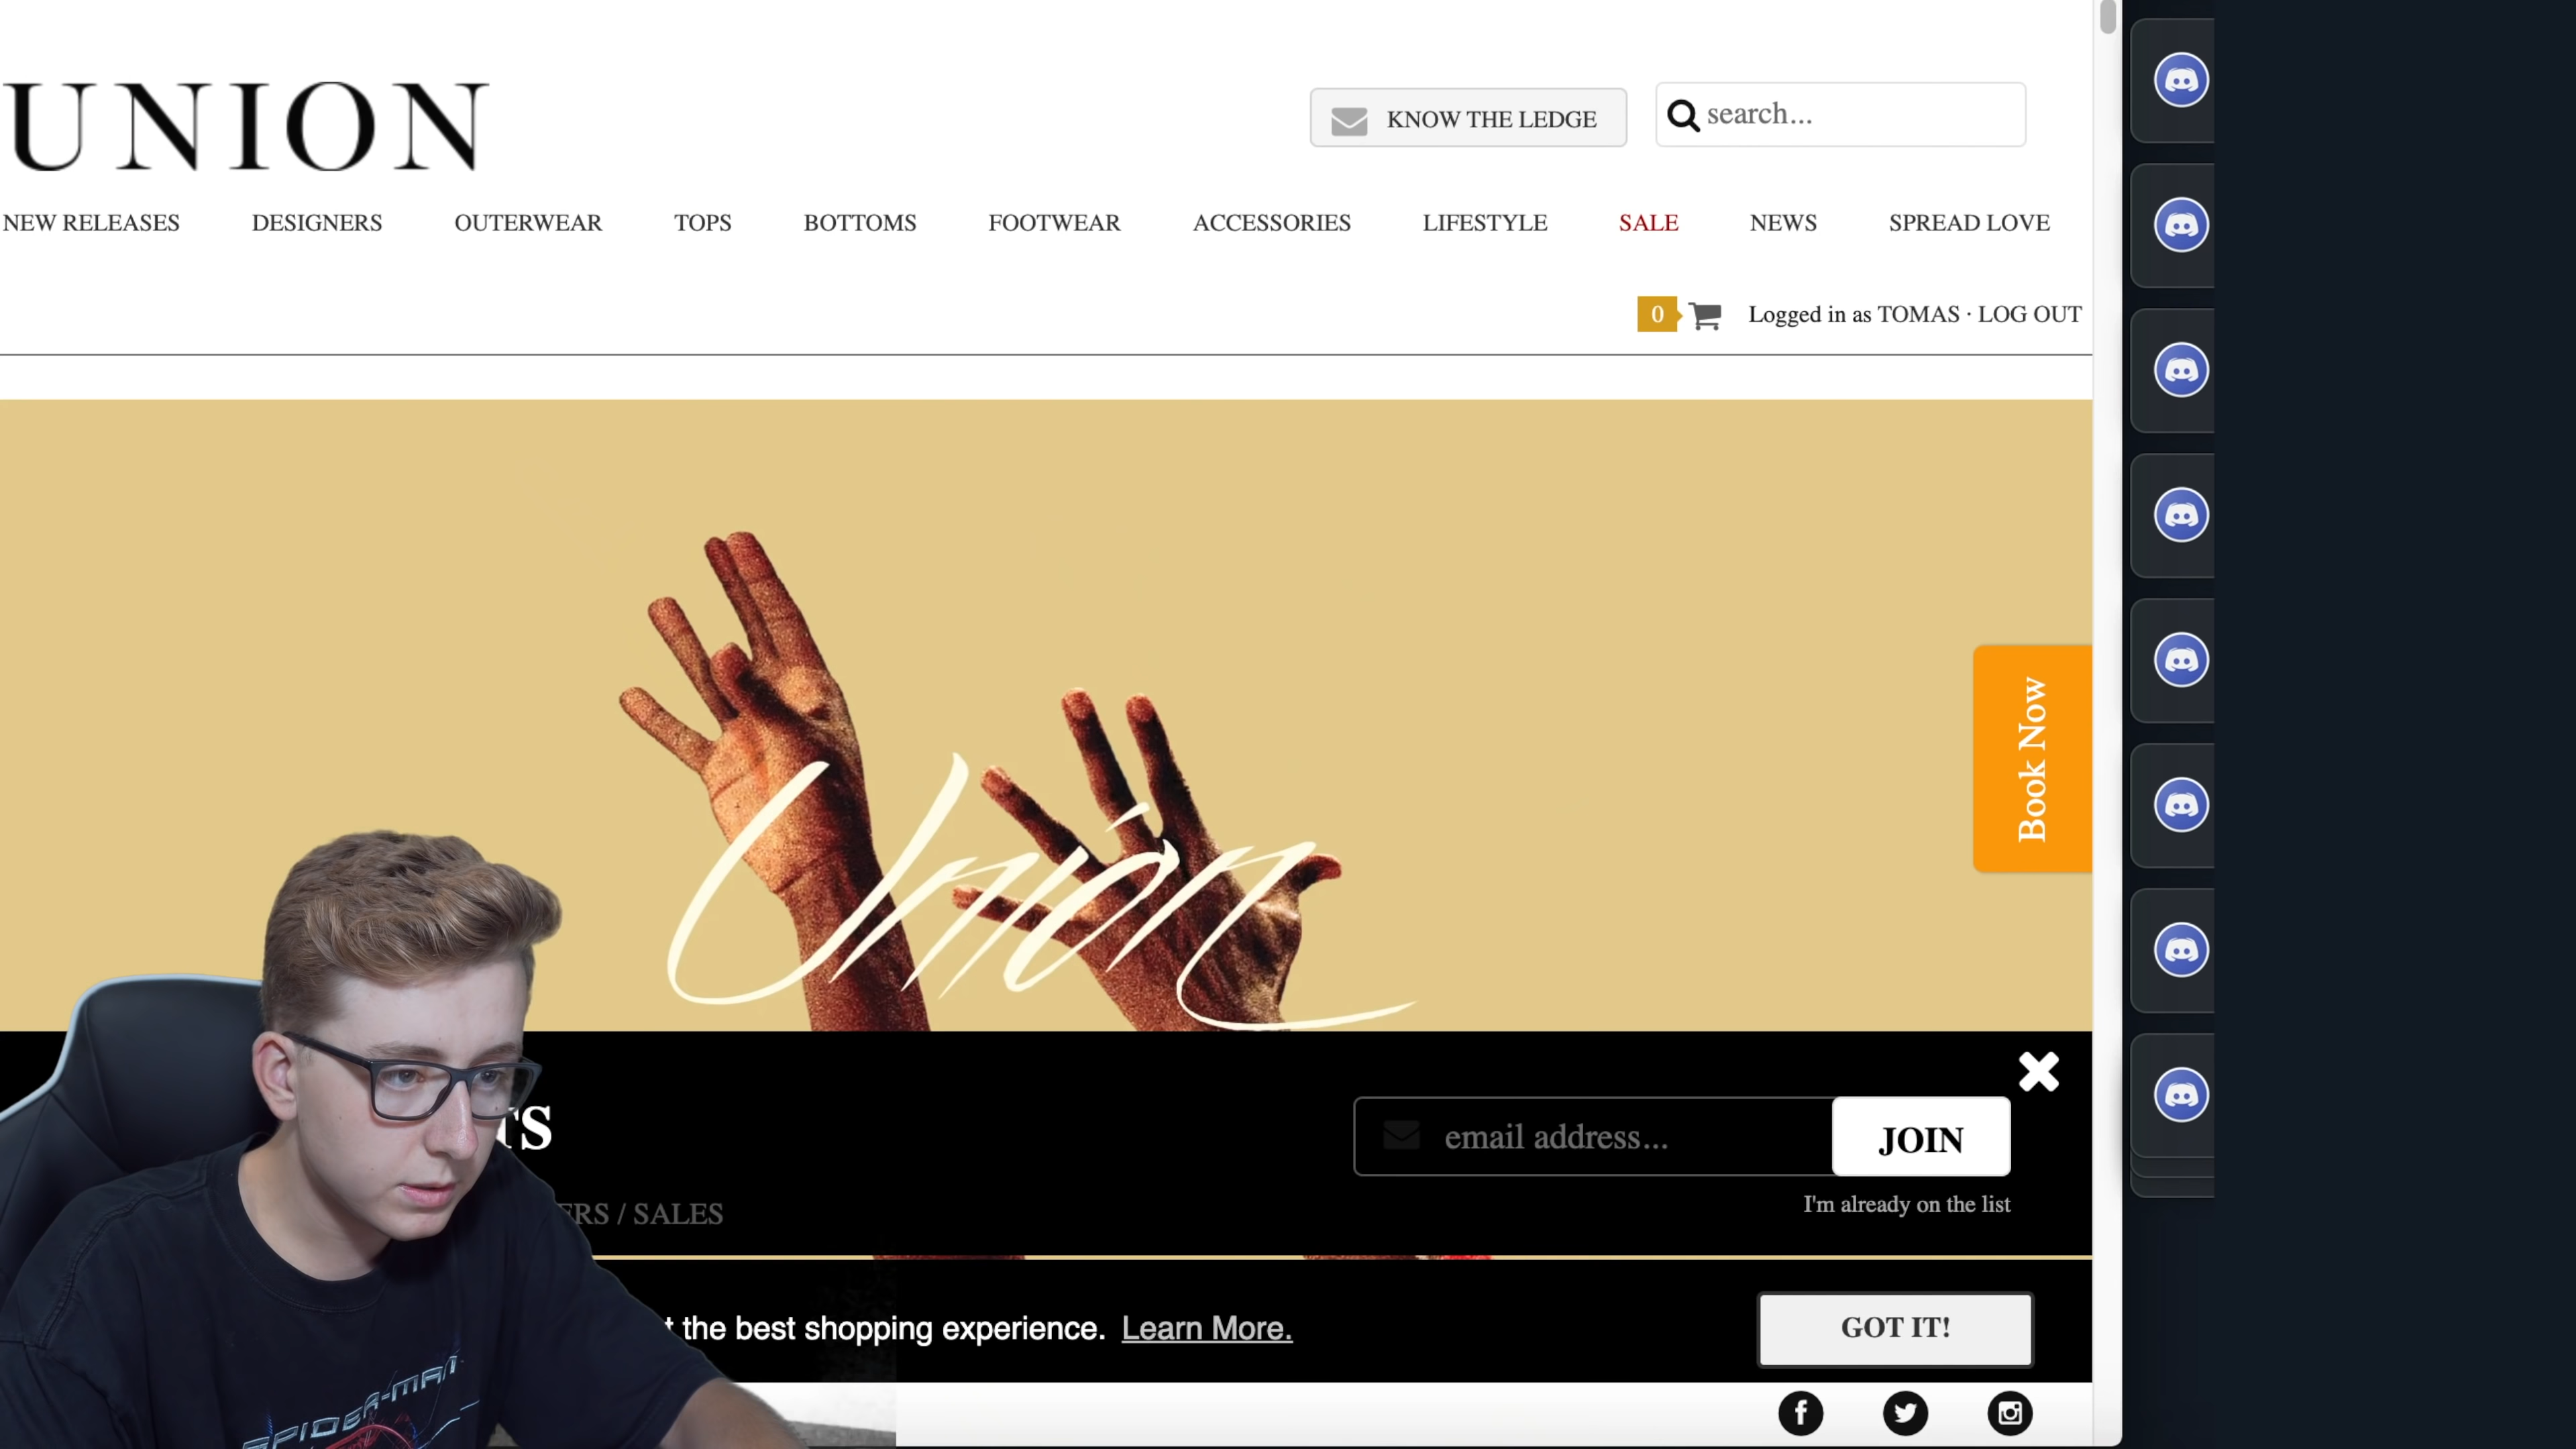 UNION
KNOW THE LEDGE
search...
NEW RELEASES DESIGNERS OUTERWEAR TOPS BOTTOMS FOOTWEAR ACCESSORIES LIFESTYLE SALE NEWS SPREAD LOVE
0 Logged in as TOMAS · LOG OUT
Union
Book Now
email address...
JOIN
/ SALES
I'm already on the list
the best shopping experience. Learn More.
GOT IT!
SPIDER-MAN